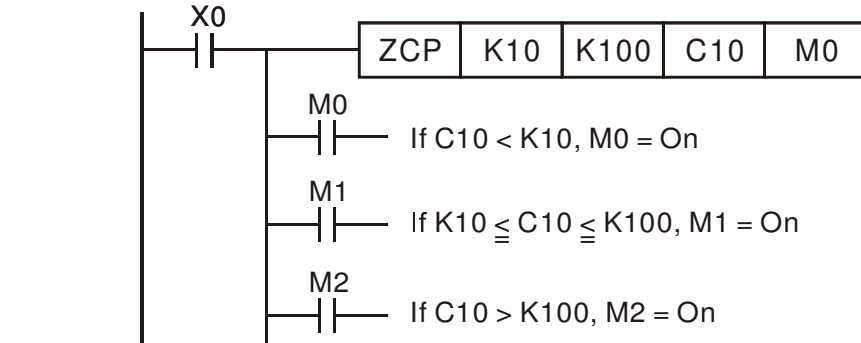 X0
ZCP K10 K100 C10 M0
M0
If C10 < K10, M0 = On
M1
If K10 ≦ C10 ≦ K100, M1 = On
M2
If C10 > K100, M2 = On